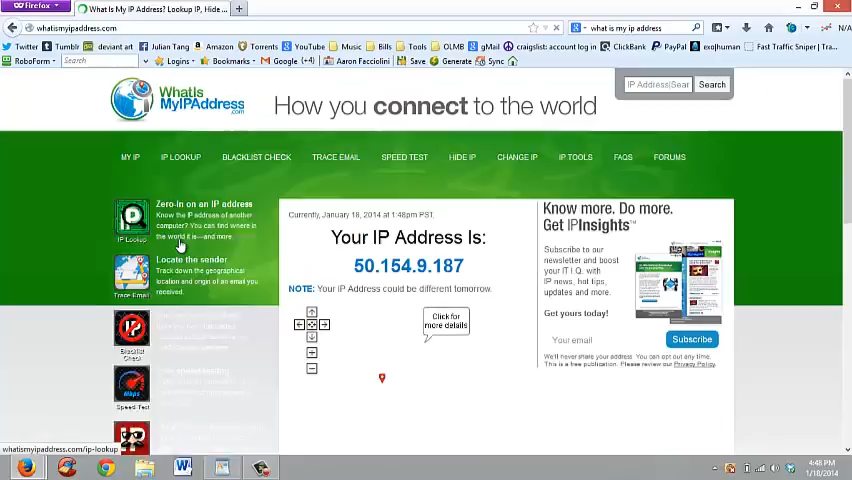 Firefox
What Is My IP Address? Lookup IP, Hide ...
whatismyipaddress.com
what is my ip address
N/A
Twitter Tumblr deviant art Julian Tang Amazon Torrents YouTube Music Bills Tools OLMB gMail craigslist: account log in ClickBank PayPal exo|human Fast Traffic Sniper | Tra...
RoboForm Search Logins Bookmarks Google (+4) Aaron Facciolini Save Generate Sync
WhatIs
MyIPAddress
.com
How you connect to the world
IP Address|Sear Search
MY IP IP LOOKUP BLACKLIST CHECK TRACE EMAIL SPEED TEST HIDE IP CHANGE IP IP TOOLS FAQS FORUMS
Zero-in on an IP address
Know the IP address of another
computer? You can find where in
the world it is—and more.
IP Lookup
Locate the sender
Track down the geographical
location and origin of an email you
received.
Trace Email
Blacklist
Check
Mbps
Speed Test
IP
Currently, January 18, 2014 at 1:48pm PST.
Your IP Address Is:
50.154.9.187
NOTE: Your IP Address could be different tomorrow.
Click for
more details
Know more. Do more.
Get IPInsights™
Subscribe to our
newsletter and boost
your IT I.Q. with
IP news, hot tips,
updates and more.
Get yours today!
Your email Subscribe
We'll never share your address. You can opt out any time.
This is a free publication. Please review our Privacy Policy.
whatismyipaddress.com/ip-lookup
4:48 PM
1/18/2014